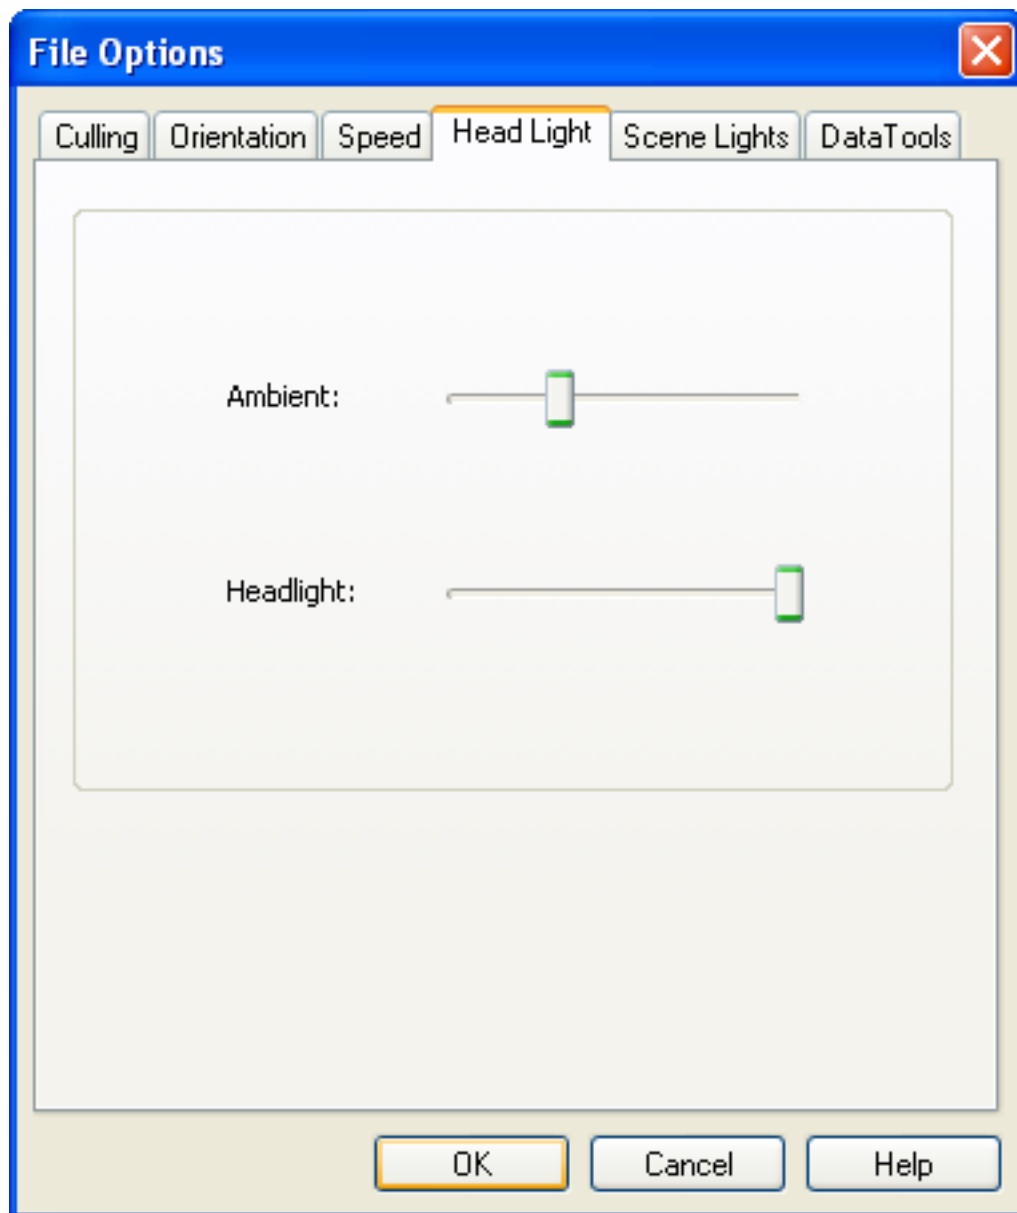 File Options
Culling Orientation Speed Head Light Scene Lights DataTools
Ambient:
Headlight:
OK Cancel Help